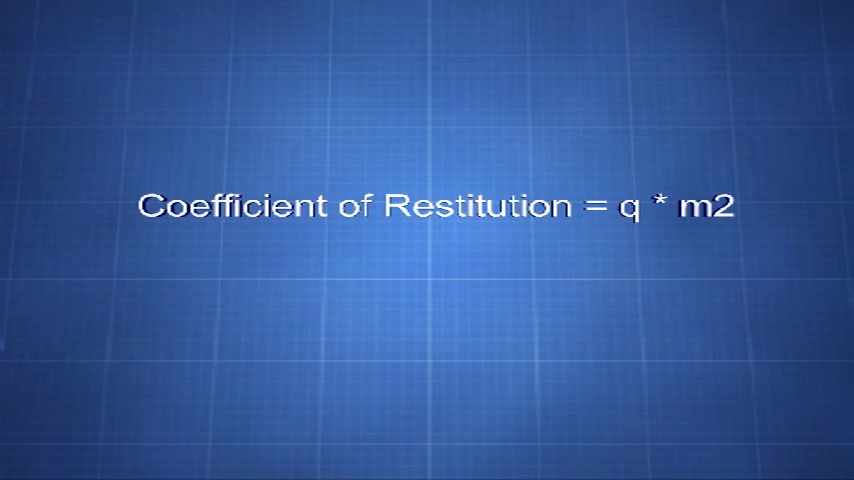 Coefficient of Restitution = q * m2